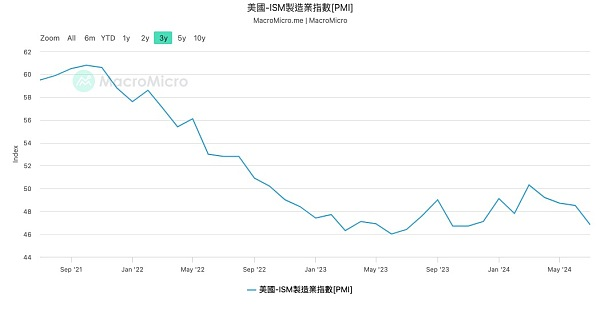 美國-ISM製造業指數[PMI]
MacroMicro.me | MacroMicro
Zoom All 6m YTD 1y 2y 3y 5y 10y
MacroMicro
62
60
58
56
54
52
50
48
46
44
Index
Sep '21 Jan '22 May '22 Sep '22 Jan '23 May '23 Sep '23 Jan '24 May '24
美國-ISM製造業指數[PMI]